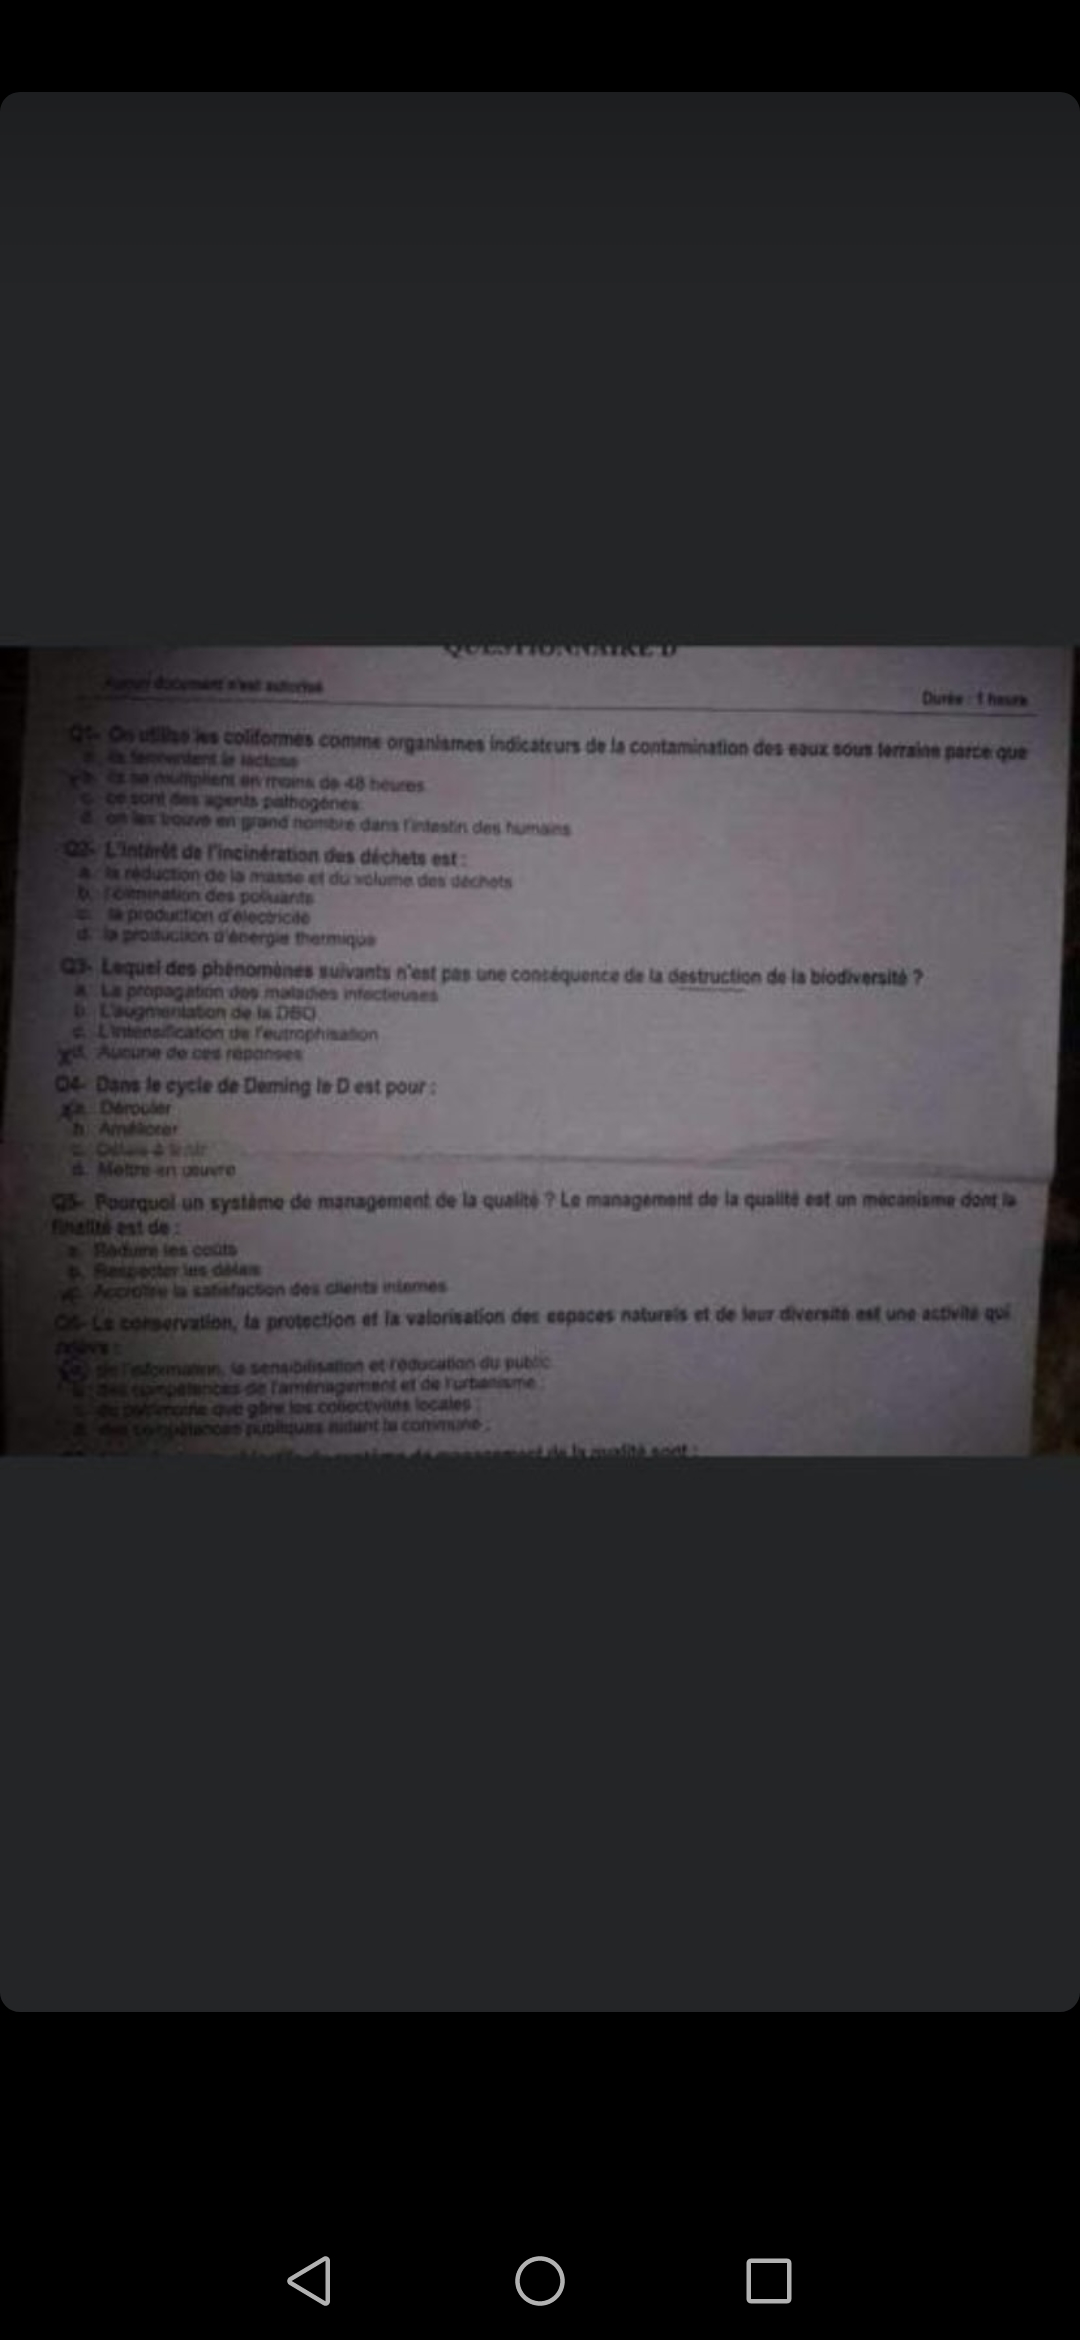 QUESTIONNAIRE D
Aucun document n'est autorisé
Durée : 1 heure
Q1- On utilise les coliformes comme organismes indicateurs de la contamination des eaux sous terraine parce que
a. ils fermentent le lactose
b. ils se multiplient en moins de 48 heures
c. ce sont des agents pathogènes
d. on les trouve en grand nombre dans l'intestin des humains
Q2- L'intérêt de l'incinération des déchets est :
a. la réduction de la masse et du volume des déchets
b. l'élimination des polluants
c. la production d'électricité
d. la production d'énergie thermique
Q3- Lequel des phénomènes suivants n'est pas une conséquence de la destruction de la biodiversité ?
a. La propagation des maladies infectieuses
b. L'augmentation de la DBO
c. L'intensification de l'eutrophisation
d. Aucune de ces réponses
Q4- Dans le cycle de Deming le D est pour :
a. Dérouler
b. Améliorer
c. Délais à
d. Mettre en œuvre
Q5- Pourquoi un système de management de la qualité ? Le management de la qualité est un mécanisme dont la
finalité est de :
a. Réduire les coûts
b. Respecter les délais
c. Accroître la satisfaction des clients internes
Q6- La conservation, la protection et la valorisation des espaces naturels et de leur diversité est une activité qui
relève :
a. de l'information, la sensibilisation et l'éducation du public
b. des compétences de l'aménagement et de l'urbanisme
c. du patrimoine que gère les collectivités locales ;
d. des compétences publiques aidant la commune ;
système de management de la qualité sont :